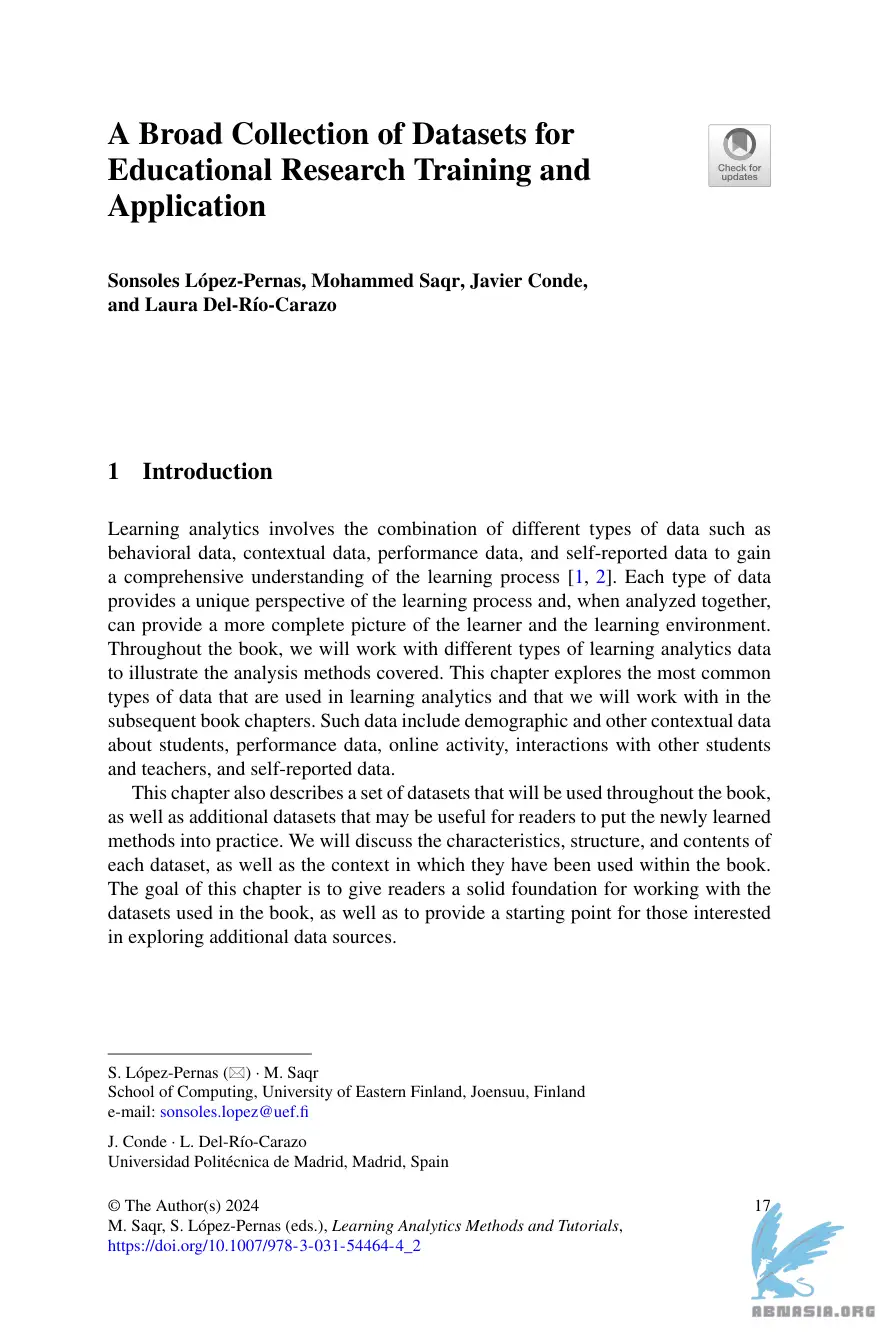 A Broad Collection of Datasets for
Educational Research Training and
Application
Check for
updates
Sonsoles López-Pernas, Mohammed Saqr, Javier Conde,
and Laura Del-Río-Carazo
1 Introduction
Learning analytics involves the combination of different types of data such as
behavioral data, contextual data, performance data, and self-reported data to gain
a comprehensive understanding of the learning process [1, 2]. Each type of data
provides a unique perspective of the learning process and, when analyzed together,
can provide a more complete picture of the learner and the learning environment.
Throughout the book, we will work with different types of learning analytics data
to illustrate the analysis methods covered. This chapter explores the most common
types of data that are used in learning analytics and that we will work with in the
subsequent book chapters. Such data include demographic and other contextual data
about students, performance data, online activity, interactions with other students
and teachers, and self-reported data.
This chapter also describes a set of datasets that will be used throughout the book,
as well as additional datasets that may be useful for readers to put the newly learned
methods into practice. We will discuss the characteristics, structure, and contents of
each dataset, as well as the context in which they have been used within the book.
The goal of this chapter is to give readers a solid foundation for working with the
datasets used in the book, as well as to provide a starting point for those interested
in exploring additional data sources.
S. López-Pernas (✉) · M. Saqr
School of Computing, University of Eastern Finland, Joensuu, Finland
e-mail: sonsoles.lopez@uef.fi
J. Conde · L. Del-Río-Carazo
Universidad Politécnica de Madrid, Madrid, Spain
© The Author(s) 2024 17
M. Saqr, S. López-Pernas (eds.), Learning Analytics Methods and Tutorials,
https://doi.org/10.1007/978-3-031-54464-4_2
ABNASIA.ORG